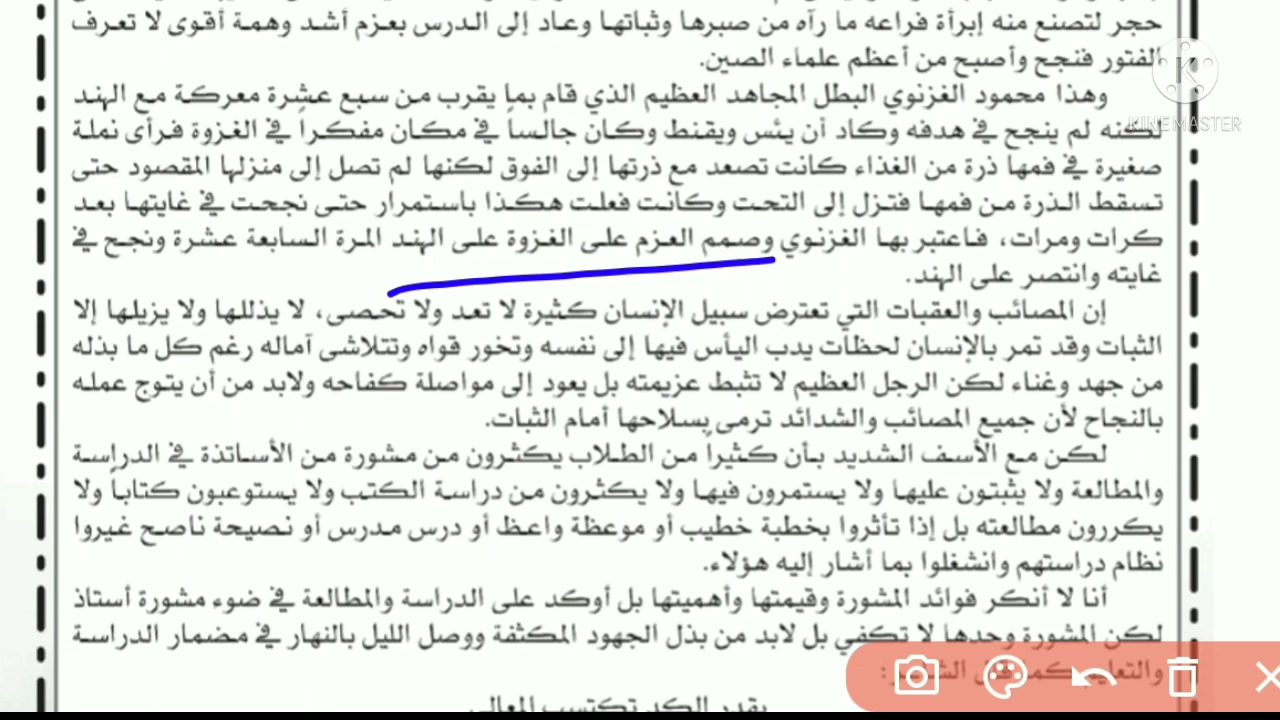 حجر لتصنع منه إبرأة فراعه ما رآه من صبرها وثباتها وعاد إلى الدرس بعزم أشد وهمة أقوى لا تعرف
الفتور فنجح وأصبح من أعظم علماء الصين.
وهذا محمود الغزنوي البطل المجاهد العظيم الذي قام بما يقرب من سبع عشرة معركة مع الهند
لكنه لم ينجح في هدفه وكاد أن يئس ويقنط وكان جالساً في مكان مفكراً في الغزوة فرأى نملة
صغيرة في فمها ذرة من الغذاء كانت تصعد مع ذرتها إلى الفوق لكنها لم تصل إلى منزلها المقصود حتى
تسقط الذرة من فمها فتزل إلى التحت وكانت فعلت هكذا باستمرار حتى نجحت في غايتها بعد
كرات ومرات، فاعتبر بها الغزنوي وصمم العزم على الغزوة على الهند المرة السابعة عشرة ونجح في
غايته وانتصر على الهند.
إن المصائب والعقبات التي تعترض سبيل الإنسان كثيرة لا تعد ولا تحصى، لا يذللها ولا يزيلها إلا
الثبات وقد تمر بالإنسان لحظات يدب اليأس فيها إلى نفسه وتخور قواه وتتلاشى آماله رغم كل ما بذله
من جهد وغناء لكن الرجل العظيم لا تثبط عزيمته بل يعود إلى مواصلة كفاحه ولابد من أن يتوج عمله
بالنجاح لأن جميع المصائب والشدائد ترمى بسلاحها أمام الثبات.
لكن مع الأسف الشديد بأن كثيراً من الطلاب يكثرون من مشورة من الأساتذة في الدراسة
والمطالعة ولا يثبتون عليها ولا يستمرون فيها ولا يكثرون من دراسة الكتب ولا يستوعبون كتاباً ولا
يكررون مطالعته بل إذا تأثروا بخطبة خطيب أو موعظة واعظ أو درس مدرس أو نصيحة ناصح غيروا
نظام دراستهم وانشغلوا بما أشار إليه هؤلاء.
أنا لا أنكر فوائد المشورة وقيمتها وأهميتها بل أوكد على الدراسة والمطالعة في ضوء مشورة أستاذ
لكن المشورة وحدها لا تكفي بل لابد من بذل الجهود المكثفة ووصل الليل بالنهار في مضمار الدراسة
والتعليم كما قال الشاعر:
بقدر الكد تكتسب المعالي
KINEMASTER